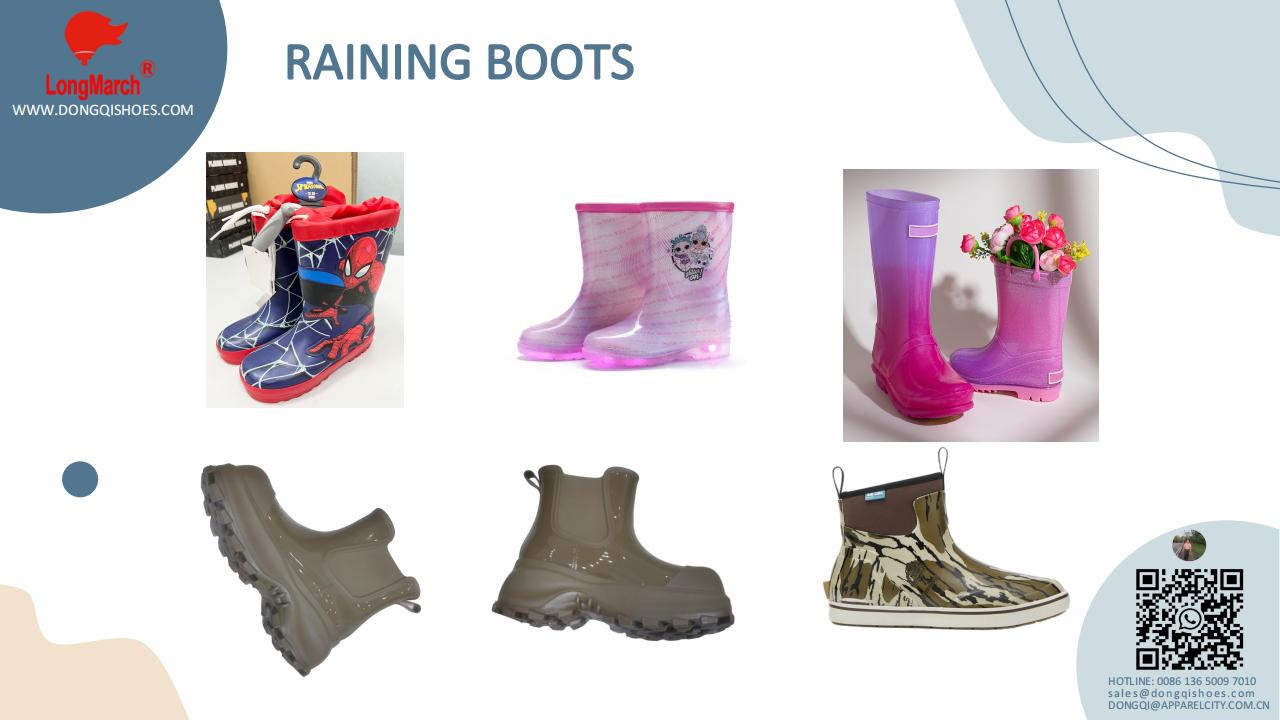 LongMarch®
WWW.DONGQISHOES.COM
RAINING BOOTS
HOTLINE: 0086 136 5009 7010
sales@dongqishoes.com
DONGQI@APPARELCITY.COM.CN